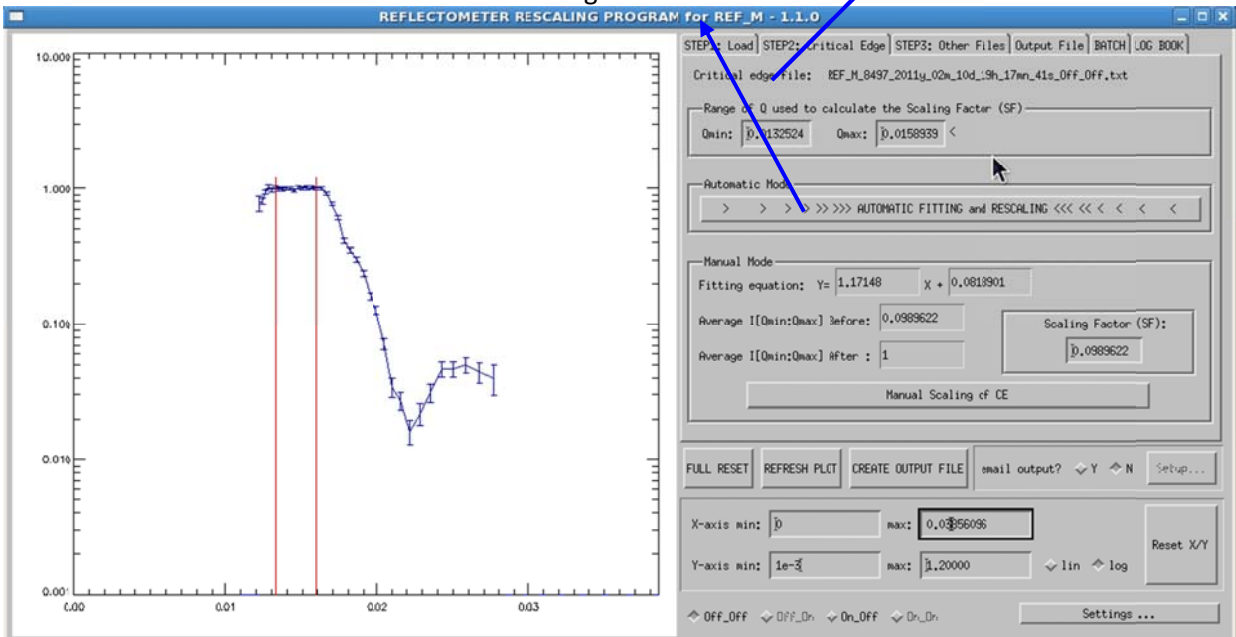 REFLECTOMETER RESCALING PROGRAM for REF_M - 1.1.0
STEP1: Load STEP2: Critical Edge STEP3: Other Files Output File BATCH LOG BOOK
Critical edge file: REF_M_8497_2011y_02m_10d_19h_17mn_41s_Off_Off.txt
Range of Q used to calculate the Scaling Factor (SF)
Qmin: 0.0132524 Qmax: 0.0158939 <
Automatic Mode
> > > > >> >>> AUTOMATIC FITTING and RESCALING <<< << < < < <
Manual Mode
Fitting equation: Y= 1.17148 X + 0.0818901
Average I[Qmin:Qmax] Before: 0.0989622
Scaling Factor (SF):
0.0989622
Average I[Qmin:Qmax] After : 1
Manual Scaling of CE
FULL RESET REFRESH PLOT CREATE OUTPUT FILE email output? Y N Setup...
X-axis min: 0 max:
Y-axis min: 1e-3 max: 1.20000 lin log
Reset X/Y
Off_Off Off_On On_Off On_On Settings ...
10.000
1.000
0.100
0.010
0.001
0.00 0.01 0.02 0.03